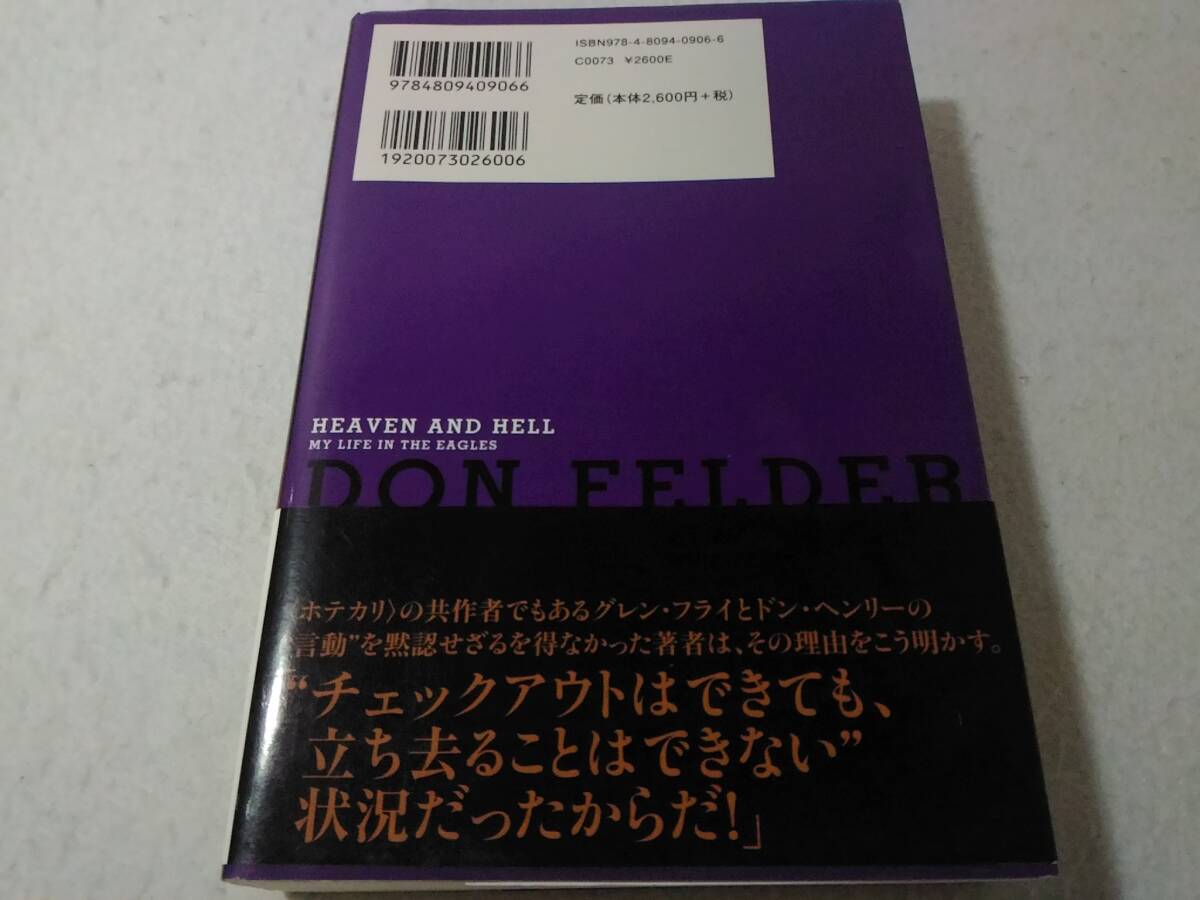 ISBN978-4-8094-0906-6
C0073 ¥2600E
9784809409066
定価(本体2,600円+税)
1920073026006
HEAVEN AND HELL
MY LIFE IN THE EAGLES
DON FELDER
〈ホテカリ〉の共作者でもあるグレン・フライとドン・ヘンリーの
言動”を黙認せざるを得なかった著者は、その理由をこう明かす。
“チェックアウトはできても、
立ち去ることはできない”
状況だったからだ!」